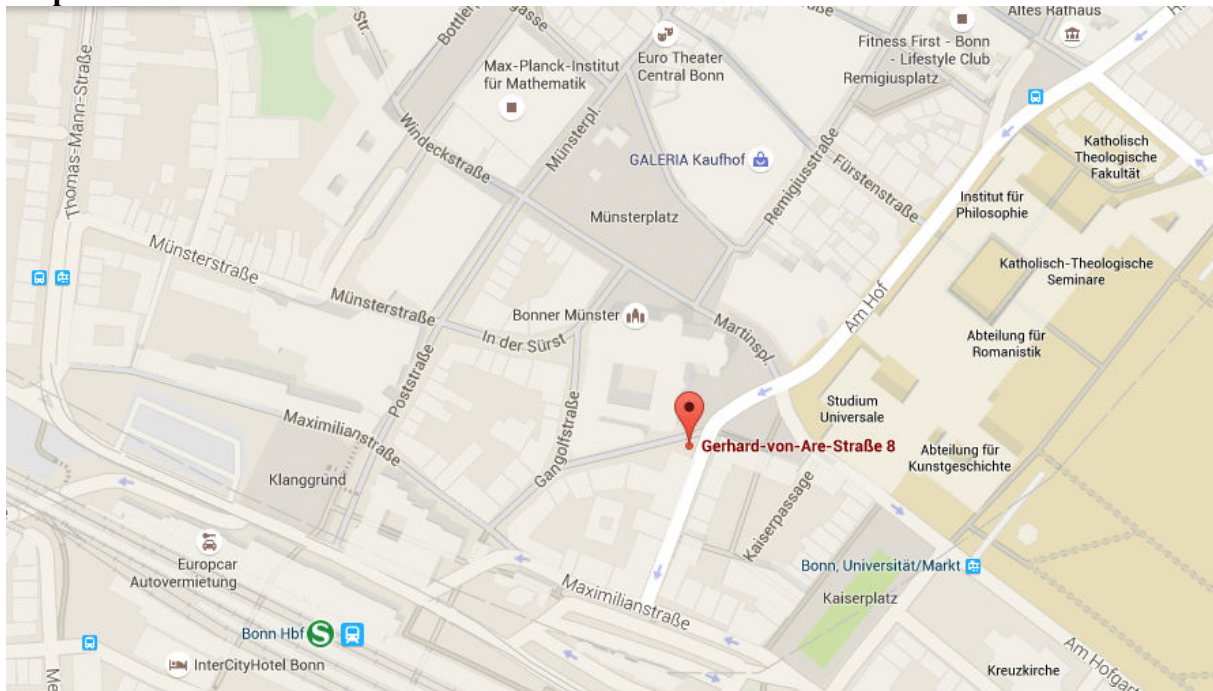 Altes Rathaus
Fitness First - Bonn
- Lifestyle Club
Remigiusplatz
Euro Theater
Central Bonn
Max-Planck-Institut
für Mathematik
Thomas-Mann-Straße
Windeckstraße
Münsterpl.
GALERIA Kaufhof
Remigiusstraße
Fürstenstraße
Katholisch
Theologische
Fakultät
Institut für
Philosophie
Münsterplatz
Münsterstraße
Katholisch-Theologische
Seminare
Münsterstraße
In der Sürst
Bonner Münster
Martinspl.
Am Hof
Abteilung für
Romanistik
Poststraße
Maximilianstraße
Gangolfstraße
Studium
Universale
Gerhard-von-Are-Straße 8
Abteilung für
Kunstgeschichte
Klanggrund
Kaiserpassage
Europcar
Autovermietung
Bonn, Universität/Markt
Maximilianstraße
Kaiserplatz
Bonn Hbf
S
InterCityHotel Bonn
Kreuzkirche